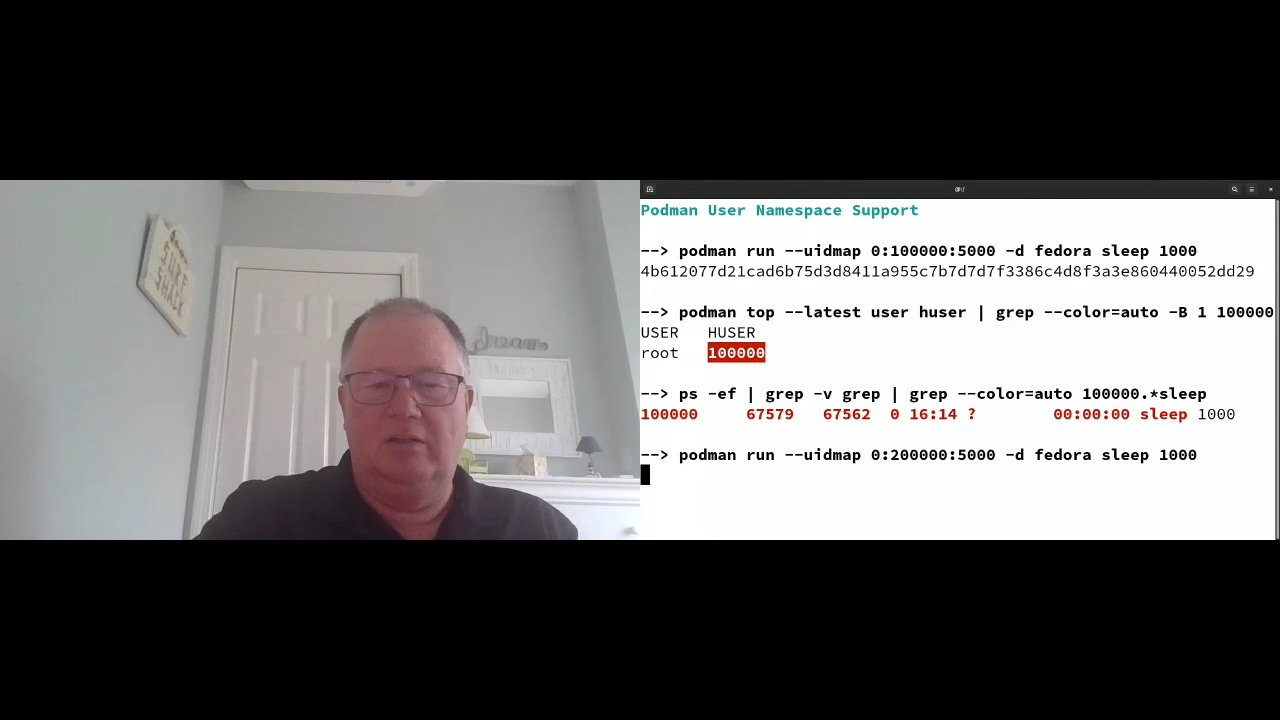 SURF
SHACK
Dream
Podman User Namespace Support
--> podman run --uidmap 0:100000:5000 -d fedora sleep 1000
4b612077d21cad6b75d3d8411a955c7b7d7d7f3386c4d8f3a3e860440052dd29
--> podman top --latest user huser | grep --color=auto -B 1 100000
USER   HUSER
root   100000
--> ps -ef | grep -v grep | grep --color=auto 100000.*sleep
100000     67579   67562  0 16:14 ?        00:00:00 sleep 1000
--> podman run --uidmap 0:200000:5000 -d fedora sleep 1000